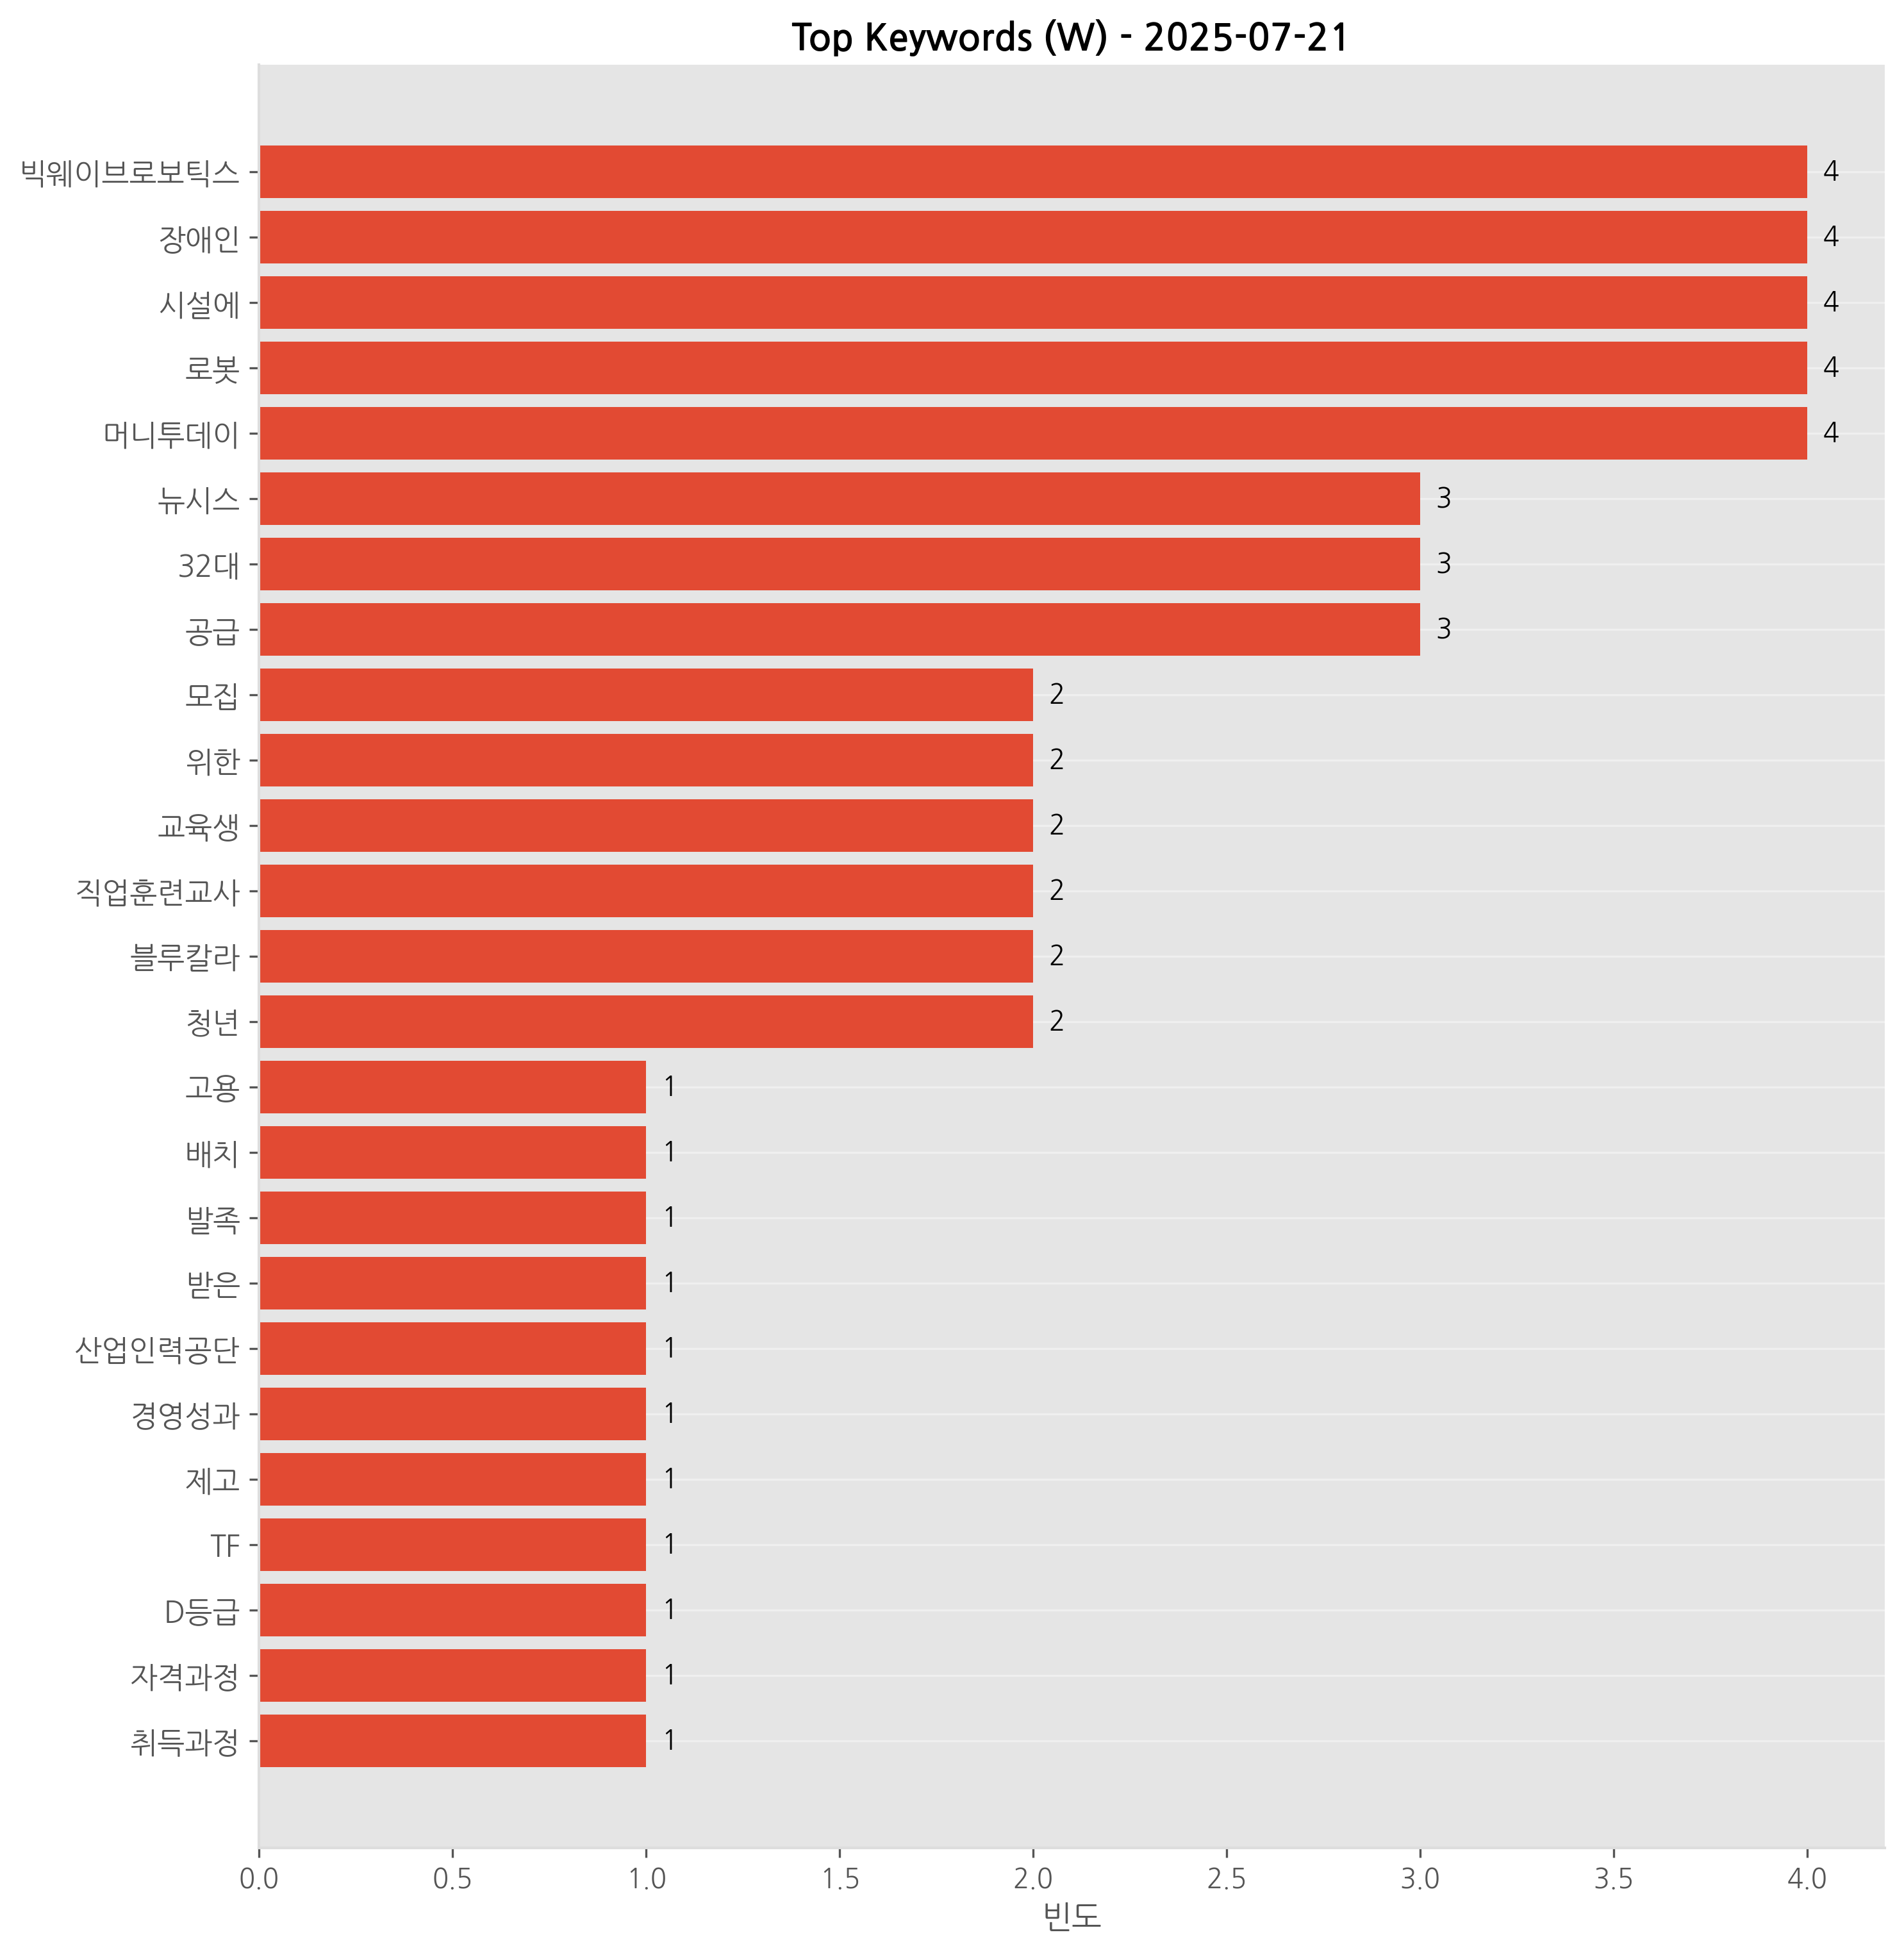 Top Keywords (W) - 2025-07-21
빅웨이브로보틱스 4
장애인 4
시설에 4
로봇 4
머니투데이 4
뉴시스 3
32대 3
공급 3
모집 2
위한 2
교육생 2
직업훈련교사 2
블루칼라 2
청년 2
고용 1
배치 1
발족 1
받은 1
산업인력공단 1
경영성과 1
제고 1
TF 1
D등급 1
자격과정 1
취득과정 1
0.0 0.5 1.0 1.5 2.0 2.5 3.0 3.5 4.0
빈도